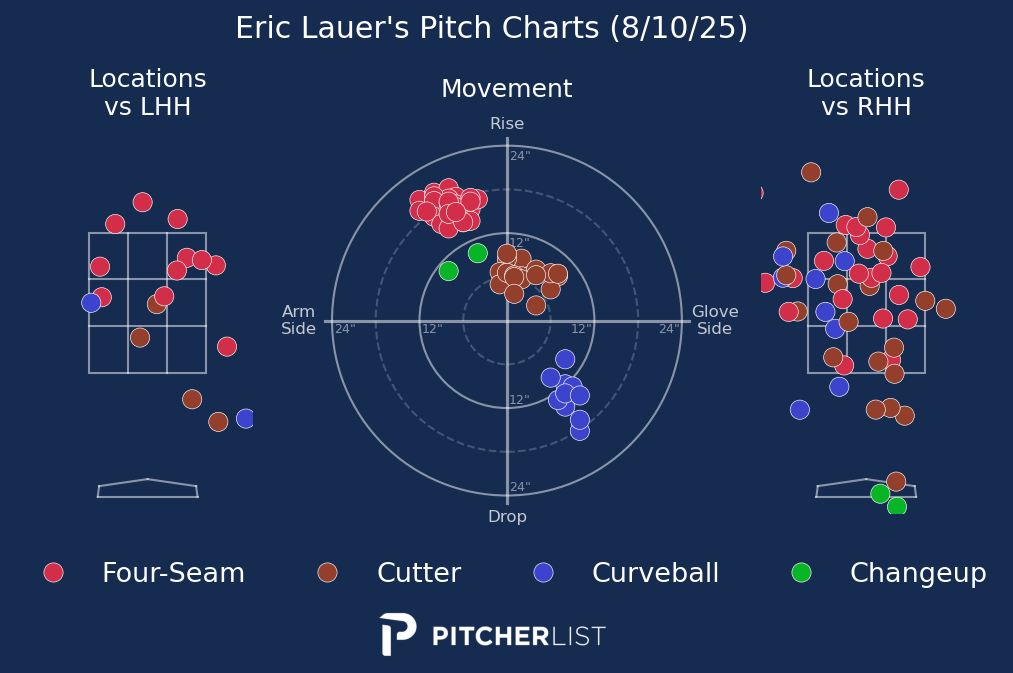 Eric Lauer's Pitch Charts (8/10/25)
Locations
vs LHH
Movement
Locations
vs RHH
Rise
24"
12"
Arm
Side
24"
12"
12"
24"
Glove
Side
12"
24"
Drop
Four-Seam
Cutter
Curveball
Changeup
PITCHERLIST